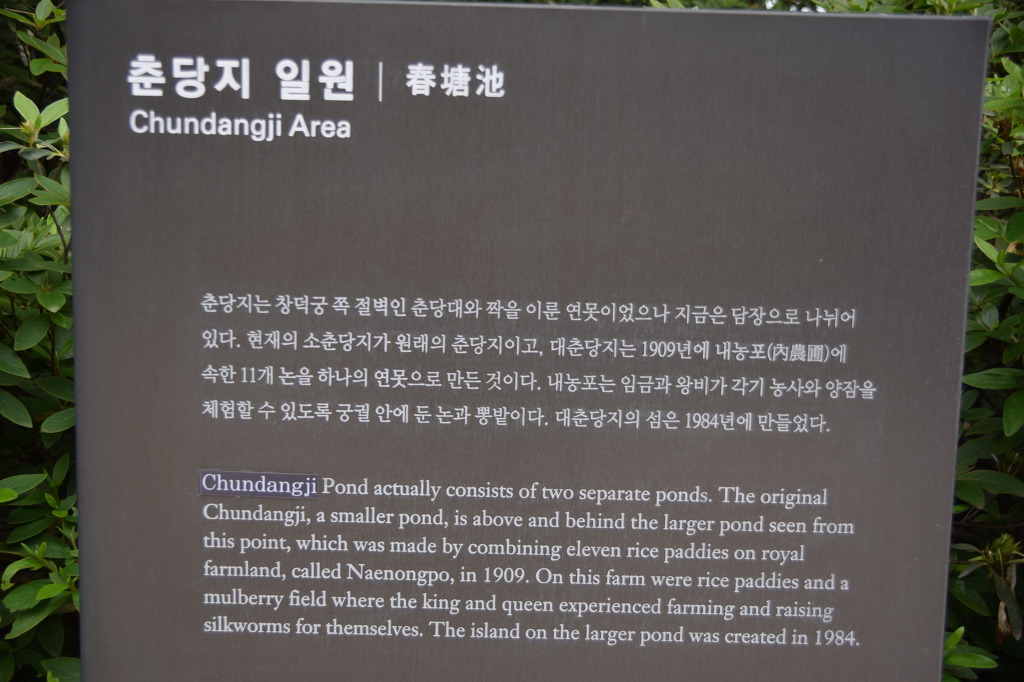 춘당지 일원 | 春塘池
Chundangji Area
춘당지는 창덕궁 쪽 절벽인 춘당대와 짝을 이룬 연못이었으나 지금은 담장으로 나뉘어
있다. 현재의 소춘당지가 원래의 춘당지이고, 대춘당지는 1909년에 내농포(內農圃)에
속한 11개 논을 하나의 연못으로 만든 것이다. 내농포는 임금과 왕비가 각기 농사와 양잠을
체험할 수 있도록 궁궐 안에 둔 논과 뽕밭이다. 대춘당지의 섬은 1984년에 만들었다.
Chundangji Pond actually consists of two separate ponds. The original
Chundangji, a smaller pond, is above and behind the larger pond seen from
this point, which was made by combining eleven rice paddies on royal
farmland, called Naenongpo, in 1909. On this farm were rice paddies and a
mulberry field where the king and queen experienced farming and raising
silkworms for themselves. The island on the larger pond was created in 1984.